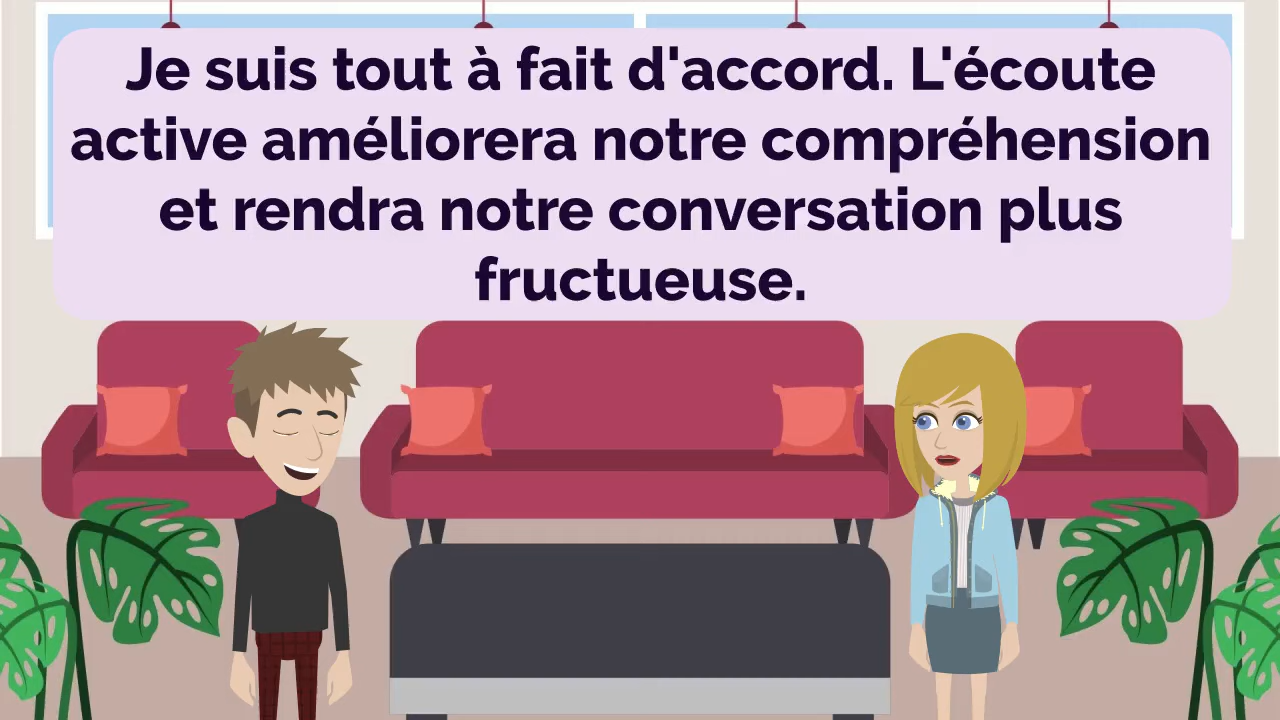 Je suis tout à fait d'accord. L'écoute
active améliorera notre compréhension
et rendra notre conversation plus
fructueuse.